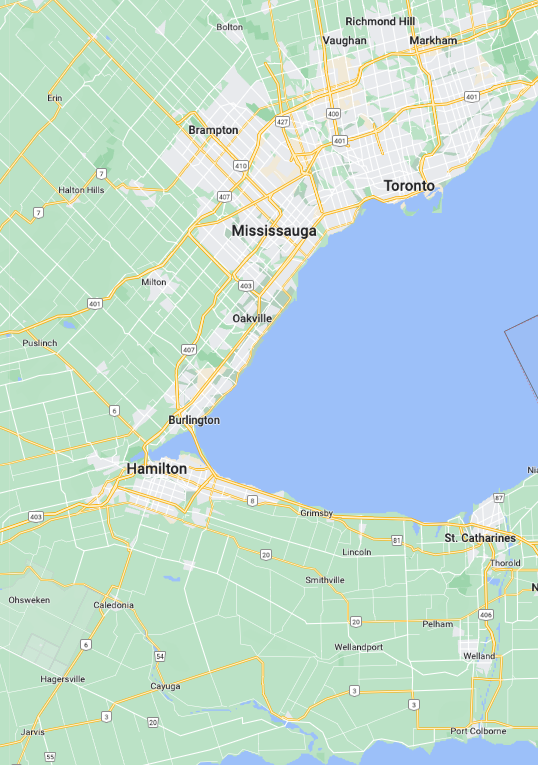 Richmond Hill
Bolton
Vaughan
Markham
Erin
401
400
427
Brampton
401
410
7
Toronto
Halton Hills
407
7
Mississauga
Milton
403
401
Oakville
Puslinch
407
6
Burlington
Hamilton
Nia
87
8
403
Grimsby
St. Catharines
81
Lincoln
20
Thorold
Smithville
N
Ohsweken
Caledonia
406
20
Pelham
6
Wellandport
54
Welland
Hagersville
Cayuga
3
3
3
20
Jarvis
Port Colborne
55